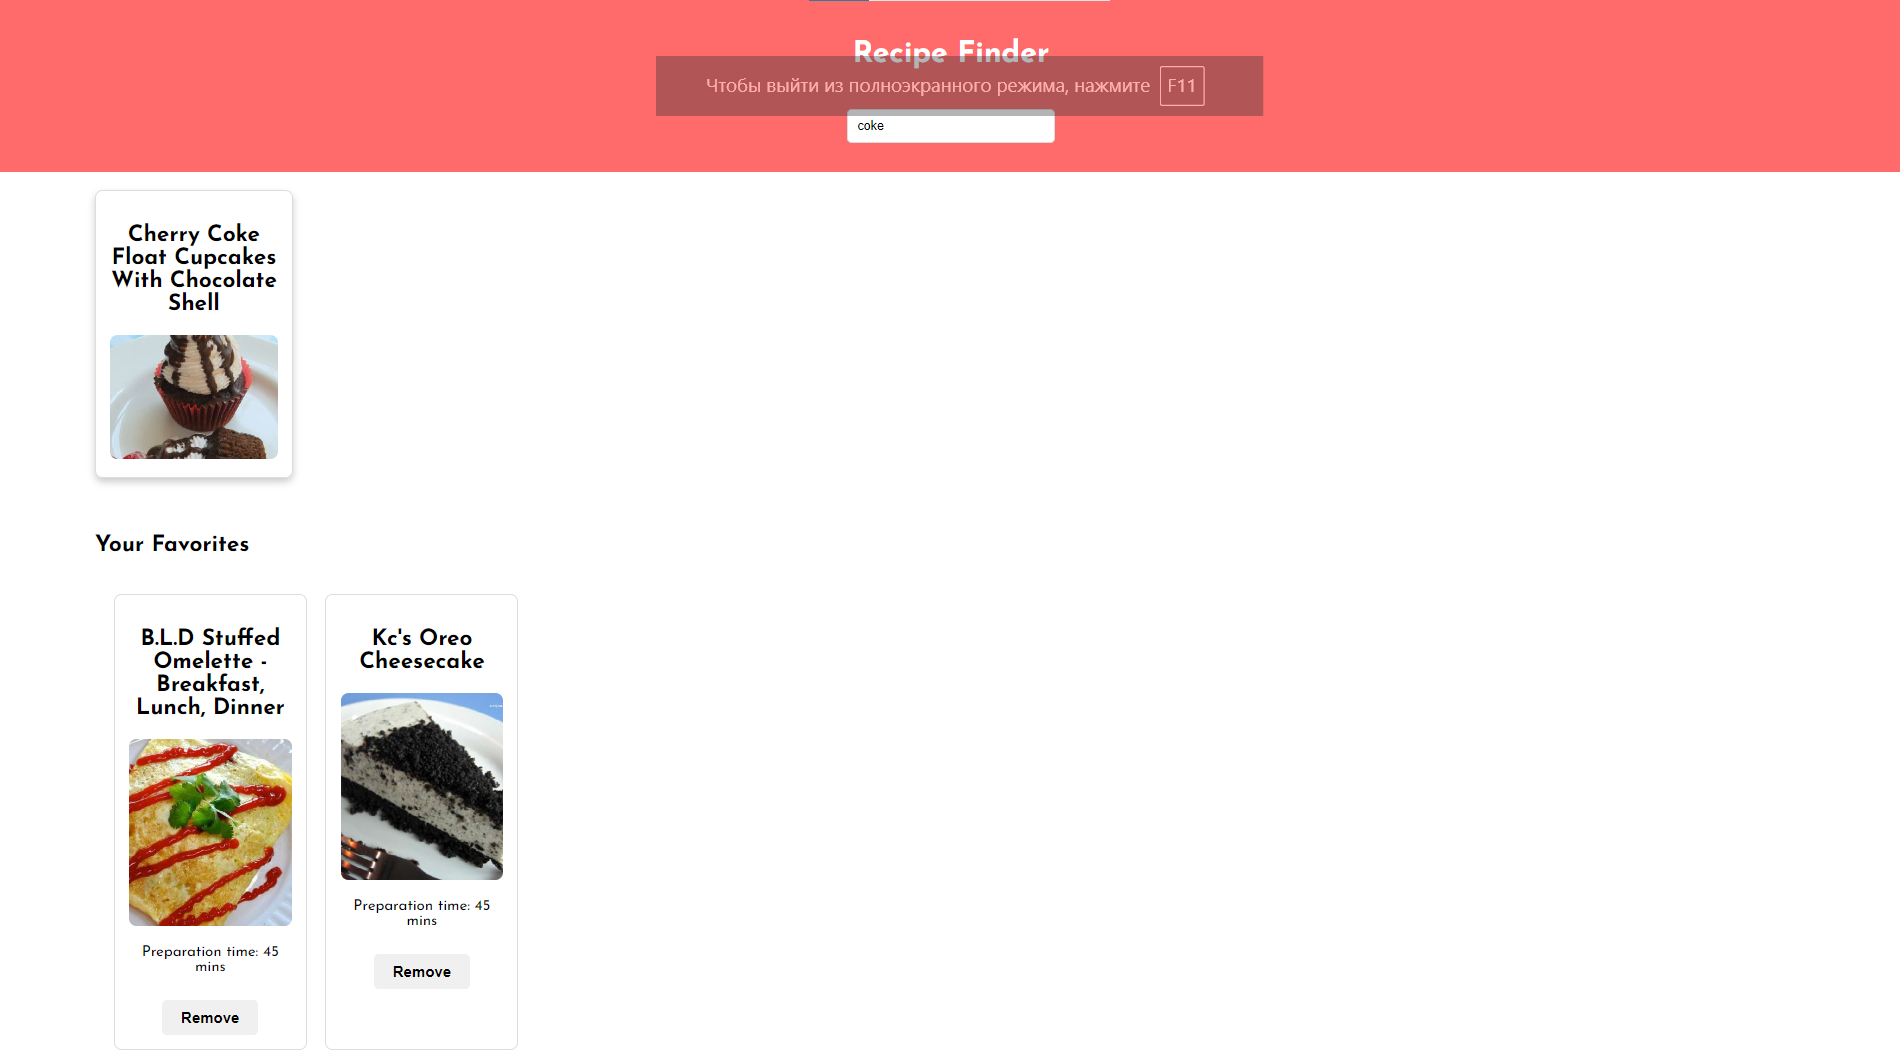 Recipe Finder
Чтобы выйти из полноэкранного режима, нажмите F11
coke
Cherry Coke
Float Cupcakes
With Chocolate
Shell
Your Favorites
B.L.D Stuffed
Omelette -
Breakfast,
Lunch, Dinner
Preparation time: 45
mins
Remove
Kc's Oreo
Cheesecake
Preparation time: 45
mins
Remove